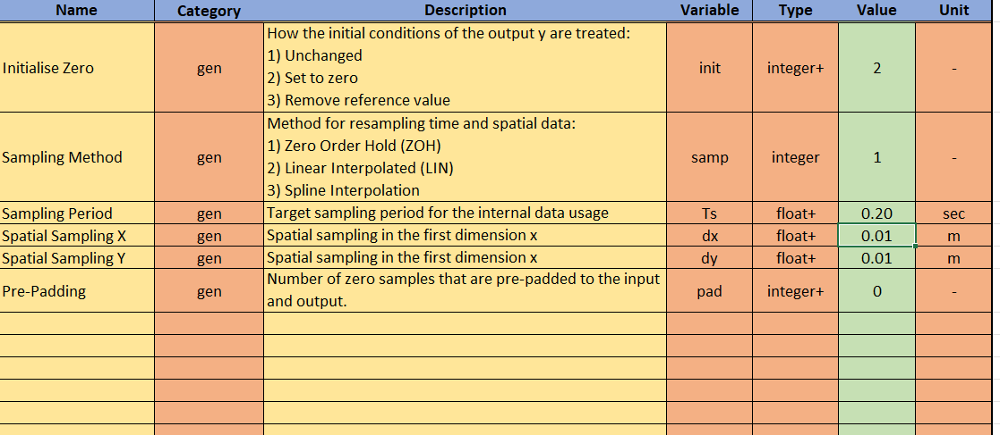 Name Category Description Variable Type Value Unit
How the initial conditions of the output y are treated:
1) Unchanged
Initialise Zero gen 2) Set to zero init integer+ 2 -
3) Remove reference value
Method for resampling time and spatial data:
1) Zero Order Hold (ZOH)
Sampling Method gen 2) Linear Interpolated (LIN) samp integer 1 -
3) Spline Interpolation
Sampling Period gen Target sampling period for the internal data usage Ts float+ 0.20 sec
Spatial Sampling X gen Spatial sampling in the first dimension x dx float+ 0.01 m
Spatial Sampling Y gen Spatial sampling in the first dimension x dy float+ 0.01 m
Pre-Padding gen Number of zero samples that are pre-padded to the input pad integer+ 0 -
and output.